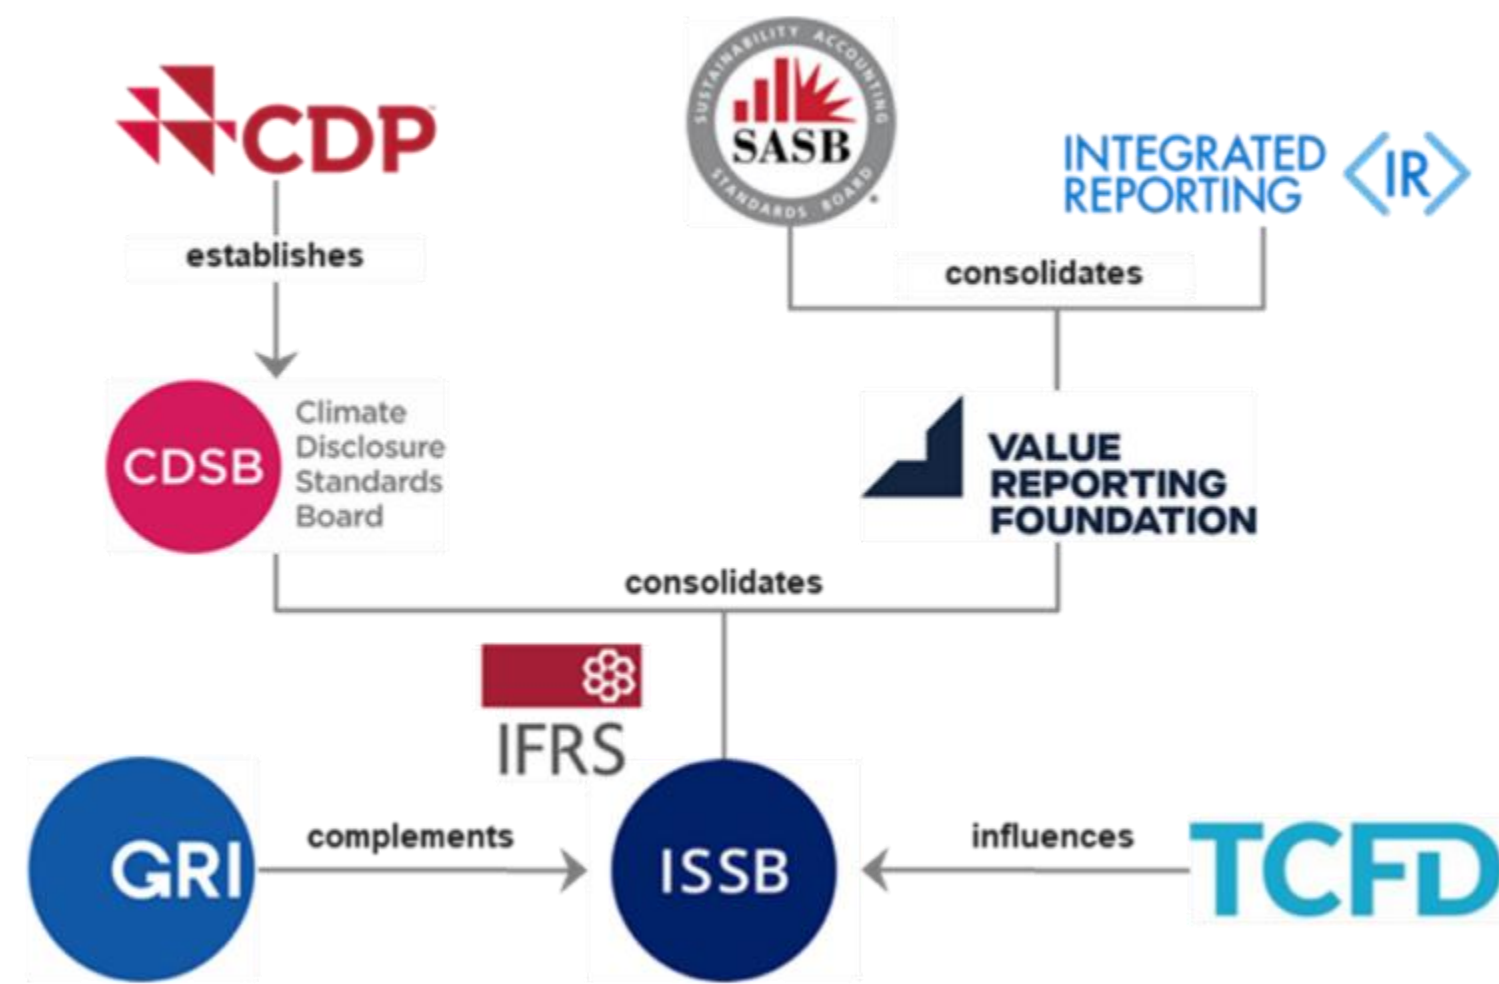 CDP
SUSTAINABILITY ACCOUNTING
SASB
STANDARDS BOARD
INTEGRATED
REPORTING
<IR>
establishes
consolidates
CDSB
Climate
Disclosure
Standards
Board
VALUE
REPORTING
FOUNDATION
consolidates
IFRS
GRI
complements
ISSB
influences
TCFD